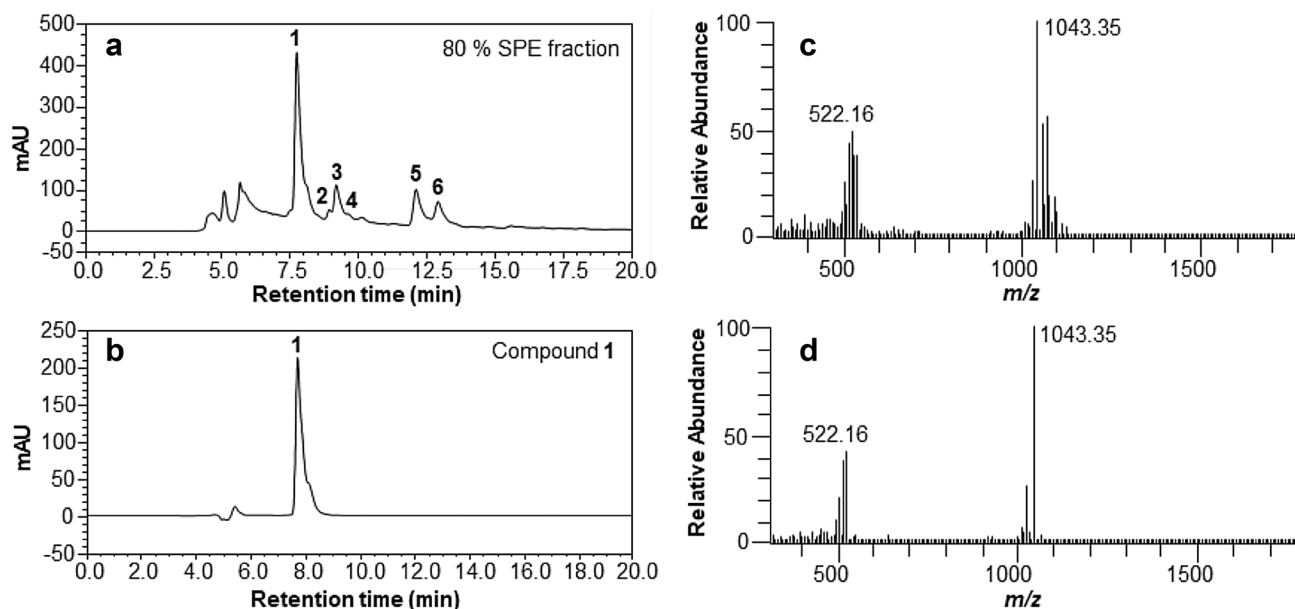 a
80 % SPE fraction
500
400
300
200
100
0
-50
mAU
1
2
3
4
5
6
0.0 2.5 5.0 7.5 10.0 12.5 17.5 20.0
Retention time (min)
b
Compound 1
250
200
150
100
50
0
-50
mAU
1
0.0 2.0 4.0 6.0 8.0 10.0 12.0 14.0 16.0 18.0 20.0
Retention time (min)
c
100
50
0
Relative Abundance
522.16
1043.35
500 1000 1500
m/z
d
100
50
0
Relative Abundance
522.16
1043.35
500 1000 1500
m/z